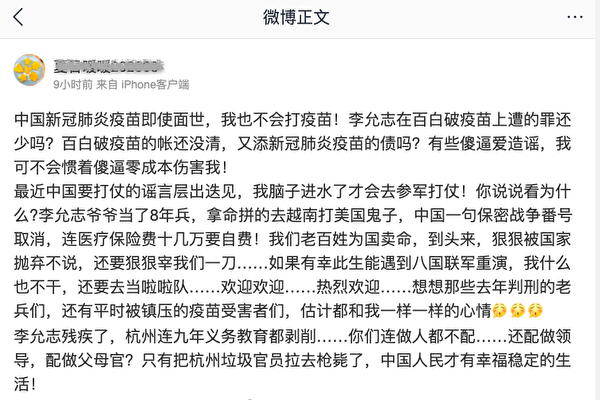 微博正文
9小时前 来自 iPhone客户端
中国新冠肺炎疫苗即使面世，我也不会打疫苗！李允志在百白破疫苗上遭的罪还
少吗？百白破疫苗的帐还没清，又添新冠肺炎疫苗的债吗？有些傻逼爱造谣，我
可不会惯着傻逼零成本伤害我！
最近中国要打仗的谣言层出迭见，我脑子进水了才会去参军打仗！你说说看为什
么?李允志爷爷当了8年兵，拿命拼的去越南打美国鬼子，中国一句保密战争番号
取消，连医疗保险费十几万要自费！我们老百姓为国卖命，到头来，狠狠被国家
抛弃不说，还要狠狠宰我们一刀……如果有幸此生能遇到八国联军重演，我什么
也不干，还要去当啦啦队……欢迎欢迎……热烈欢迎……想想那些去年判刑的老
兵们，还有平时被镇压的疫苗受害者们，估计都和我一样一样的心情
李允志残疾了，杭州连九年义务教育都剥削……你们连做人都不配……还配做领
导，配做父母官？只有把杭州垃圾官员拉去枪毙了，中国人民才有幸福稳定的生
活！